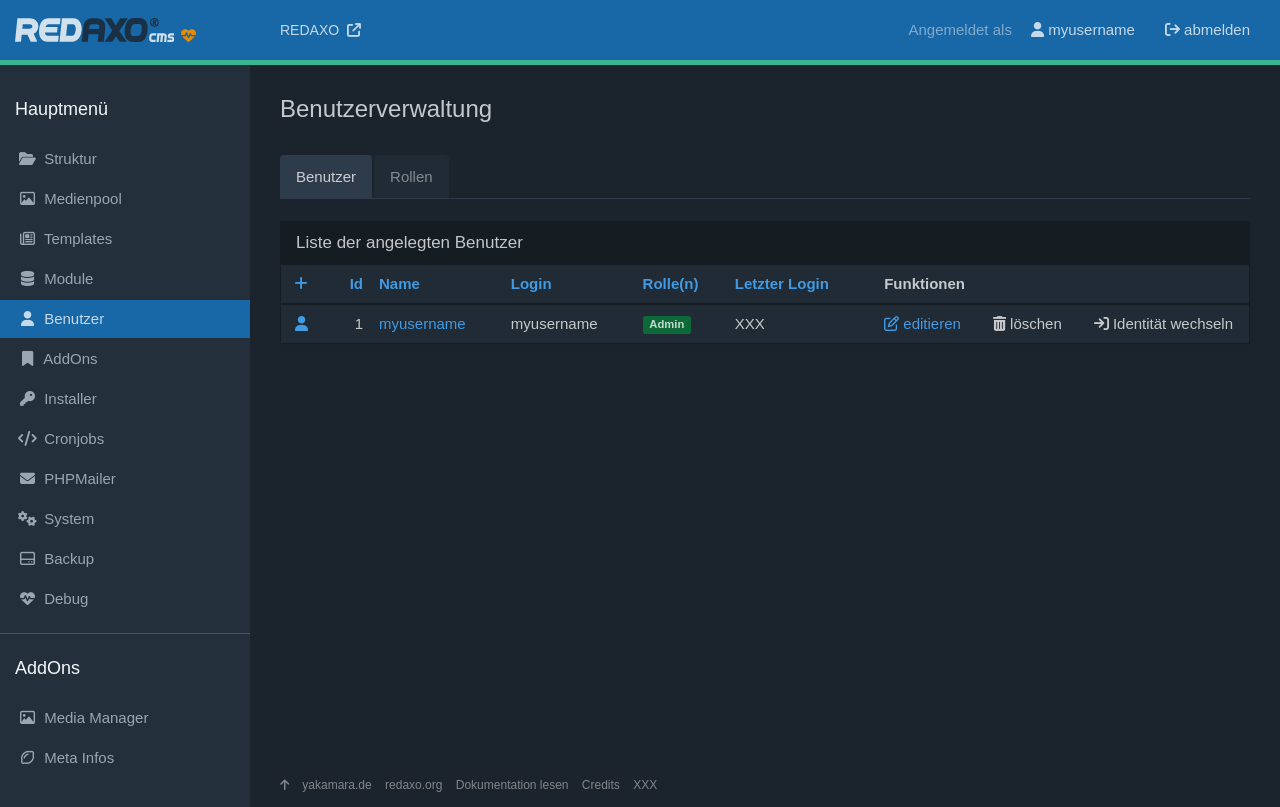 REDAXO® cms
REDAXO
Angemeldet als myusername abmelden
Hauptmenü
Struktur
Medienpool
Templates
Module
Benutzer
AddOns
Installer
Cronjobs
PHPMailer
System
Backup
Debug
AddOns
Media Manager
Meta Infos
Benutzerverwaltung
Benutzer Rollen
Liste der angelegten Benutzer
Id Name Login Rolle(n) Letzter Login Funktionen
1 myusername myusername Admin XXX editieren löschen Identität wechseln
yakamara.de redaxo.org Dokumentation lesen Credits XXX